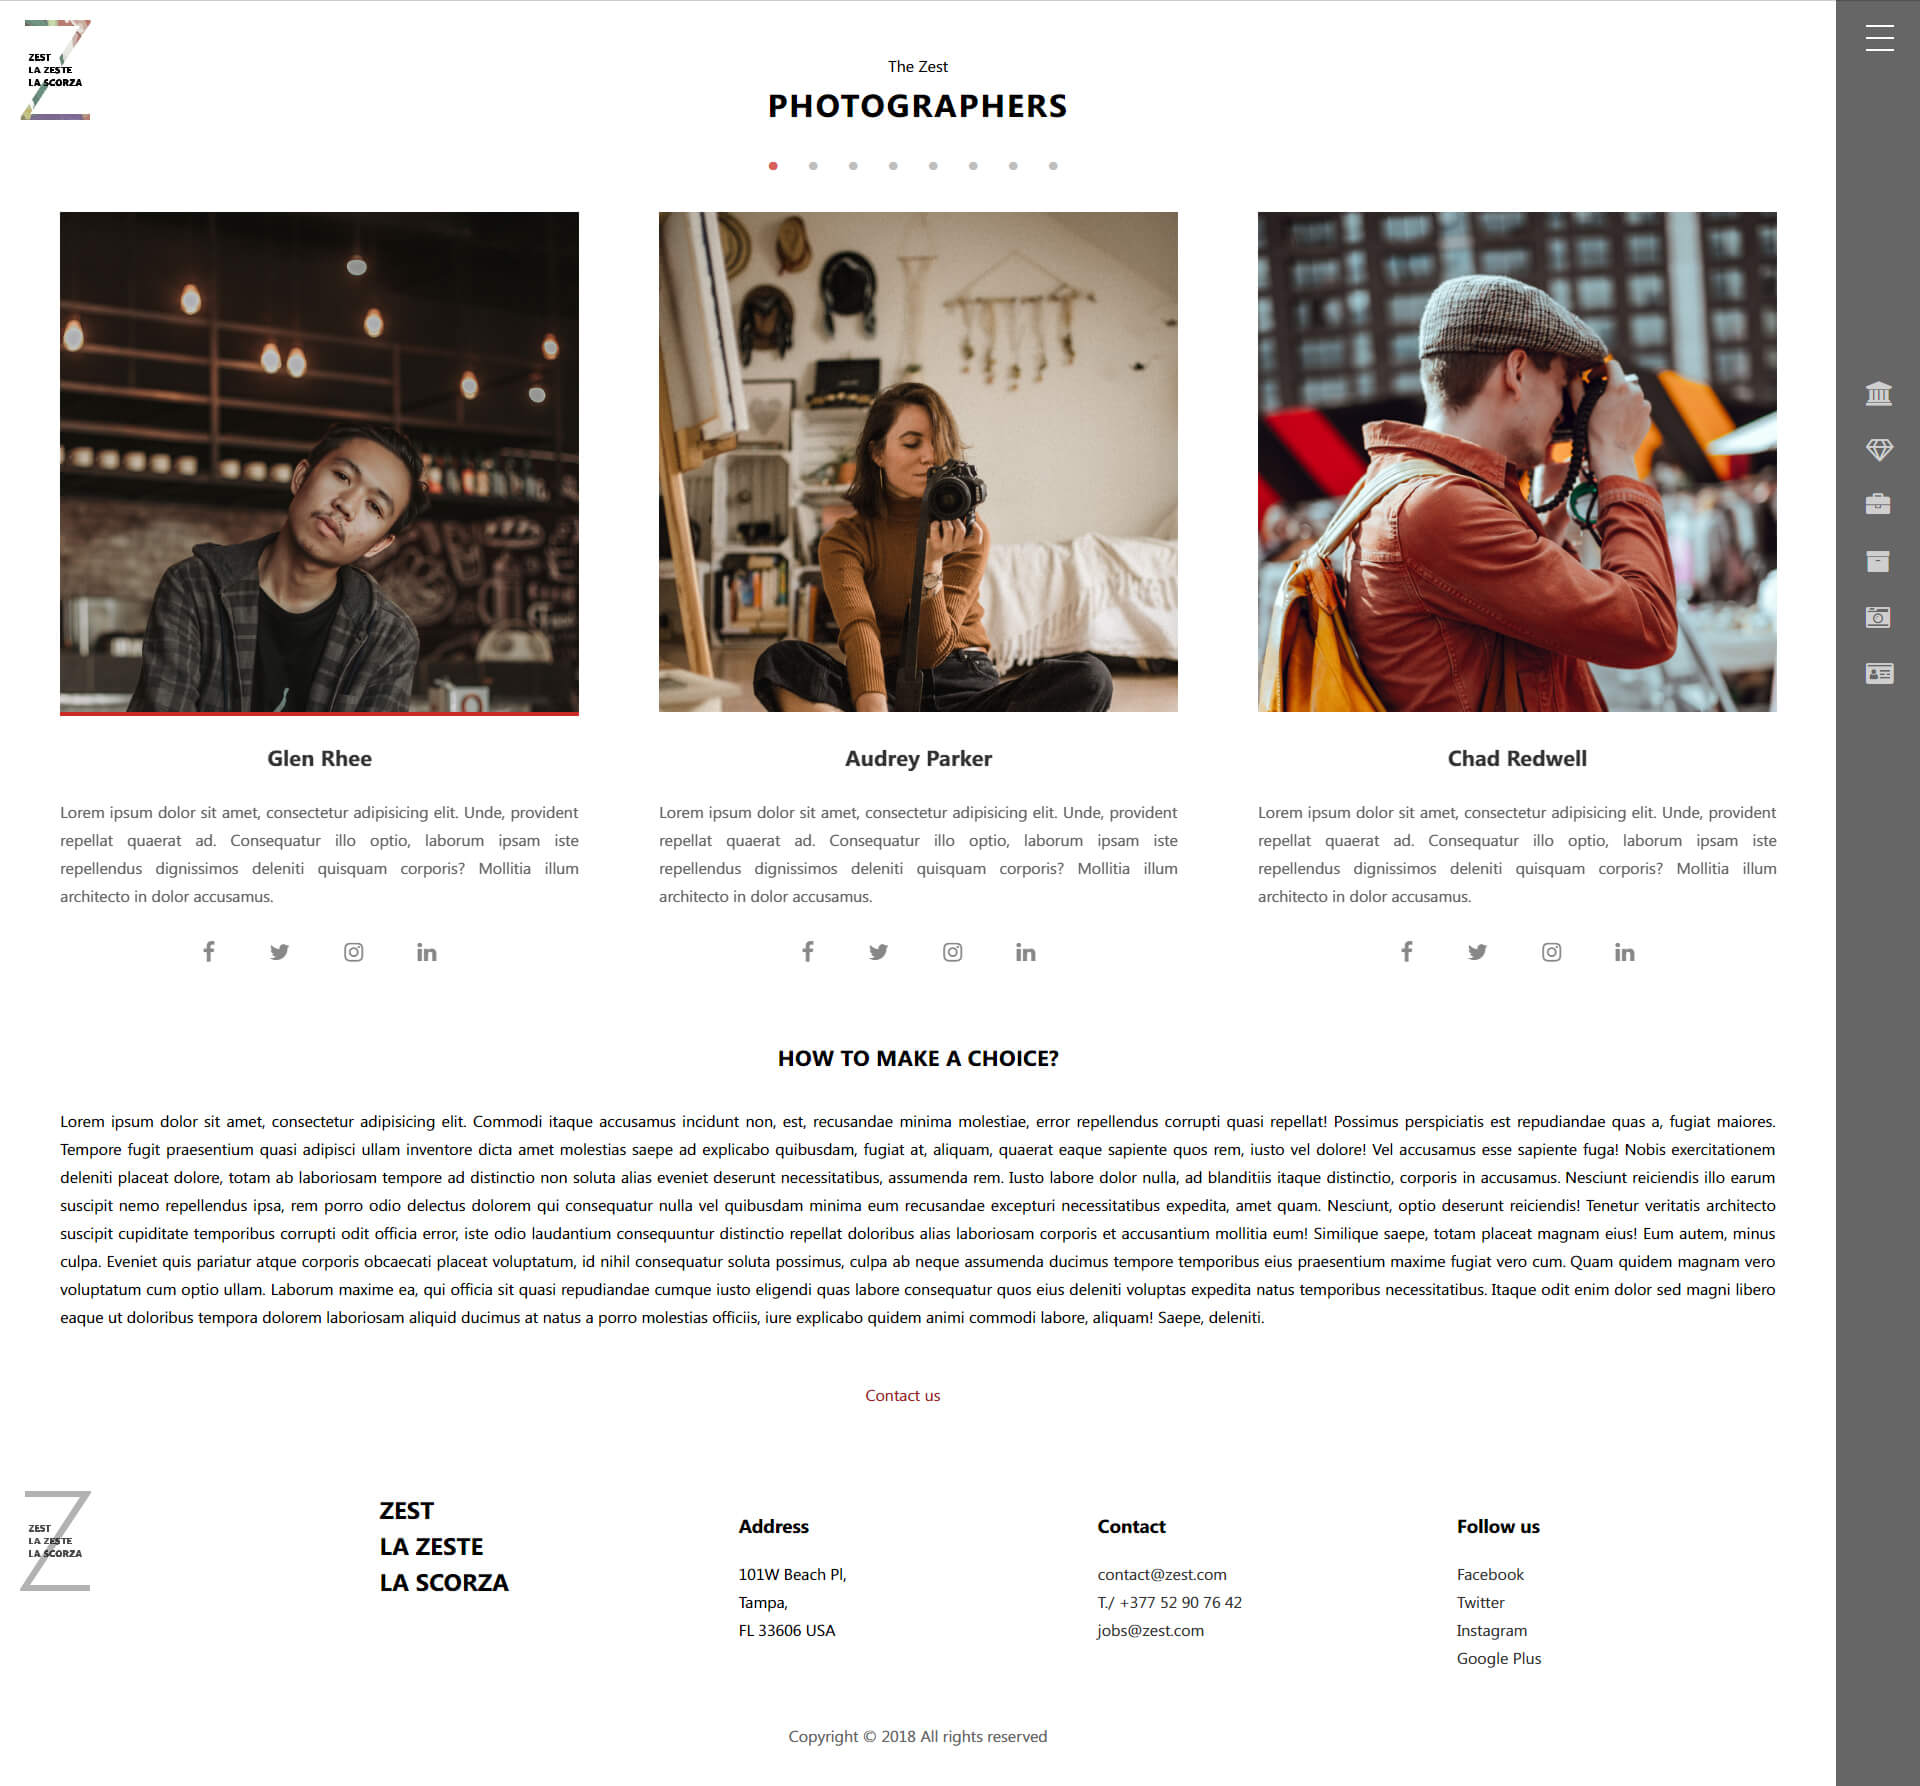 ZEST
LA ZESTE
LA SCORZA
The Zest
PHOTOGRAPHERS
Glen Rhee
Lorem ipsum dolor sit amet, consectetur adipisicing elit. Unde, provident
repellat quaerat ad. Consequatur illo optio, laborum ipsam iste
repellendus dignissimos deleniti quisquam corporis? Mollitia illum
architecto in dolor accusamus.
Audrey Parker
Lorem ipsum dolor sit amet, consectetur adipisicing elit. Unde, provident
repellat quaerat ad. Consequatur illo optio, laborum ipsam iste
repellendus dignissimos deleniti quisquam corporis? Mollitia illum
architecto in dolor accusamus.
Chad Redwell
Lorem ipsum dolor sit amet, consectetur adipisicing elit. Unde, provident
repellat quaerat ad. Consequatur illo optio, laborum ipsam iste
repellendus dignissimos deleniti quisquam corporis? Mollitia illum
architecto in dolor accusamus.
HOW TO MAKE A CHOICE?
Lorem ipsum dolor sit amet, consectetur adipisicing elit. Commodi itaque accusamus incidunt non, est, recusandae minima molestiae, error repellendus corrupti quasi repellat! Possimus perspiciatis est repudiandae quas a, fugiat maiores.
Tempore fugit praesentium quasi adipisci ullam inventore dicta amet molestias saepe ad explicabo quibusdam, fugiat at, aliquam, quaerat eaque sapiente quos rem, iusto vel dolore! Vel accusamus esse sapiente fuga! Nobis exercitationem
deleniti placeat dolore, totam ab laboriosam tempore ad distinctio non soluta alias eveniet deserunt necessitatibus, assumenda rem. Iusto labore dolor nulla, ad blanditiis itaque distinctio, corporis in accusamus. Nesciunt reiciendis illo earum
suscipit nemo repellendus ipsa, rem porro odio delectus dolorem qui consequatur nulla vel quibusdam minima eum recusandae excepturi necessitatibus expedita, amet quam. Nesciunt, optio deserunt reiciendis! Tenetur veritatis architecto
suscipit cupiditate temporibus corrupti odit officia error, iste odio laudantium consequuntur distinctio repellat doloribus alias laboriosam corporis et accusantium mollitia eum! Similique saepe, totam placeat magnam eius! Eum autem, minus
culpa. Eveniet quis pariatur atque corporis obcaecati placeat voluptatum, id nihil consequatur soluta possimus, culpa ab neque assumenda ducimus tempore temporibus eius praesentium maxime fugiat vero cum. Quam quidem magnam vero
voluptatum cum optio ullam. Laborum maxime ea, qui officia sit quasi repudiandae cumque iusto eligendi quas labore consequatur quos eius deleniti voluptas expedita natus temporibus necessitatibus. Itaque odit enim dolor sed magni libero
eaque ut doloribus tempora dolorem laboriosam aliquid ducimus at natus a porro molestias officiis, iure explicabo quidem animi commodi labore, aliquam! Saepe, deleniti.
Contact us
ZEST
LA ZESTE
LA SCORZA
ZEST
LA ZESTE
LA SCORZA
Address
101W Beach Pl,
Tampa,
FL 33606 USA
Contact
contact@zest.com
T./ +377 52 90 76 42
jobs@zest.com
Follow us
Facebook
Twitter
Instagram
Google Plus
Copyright © 2018 All rights reserved